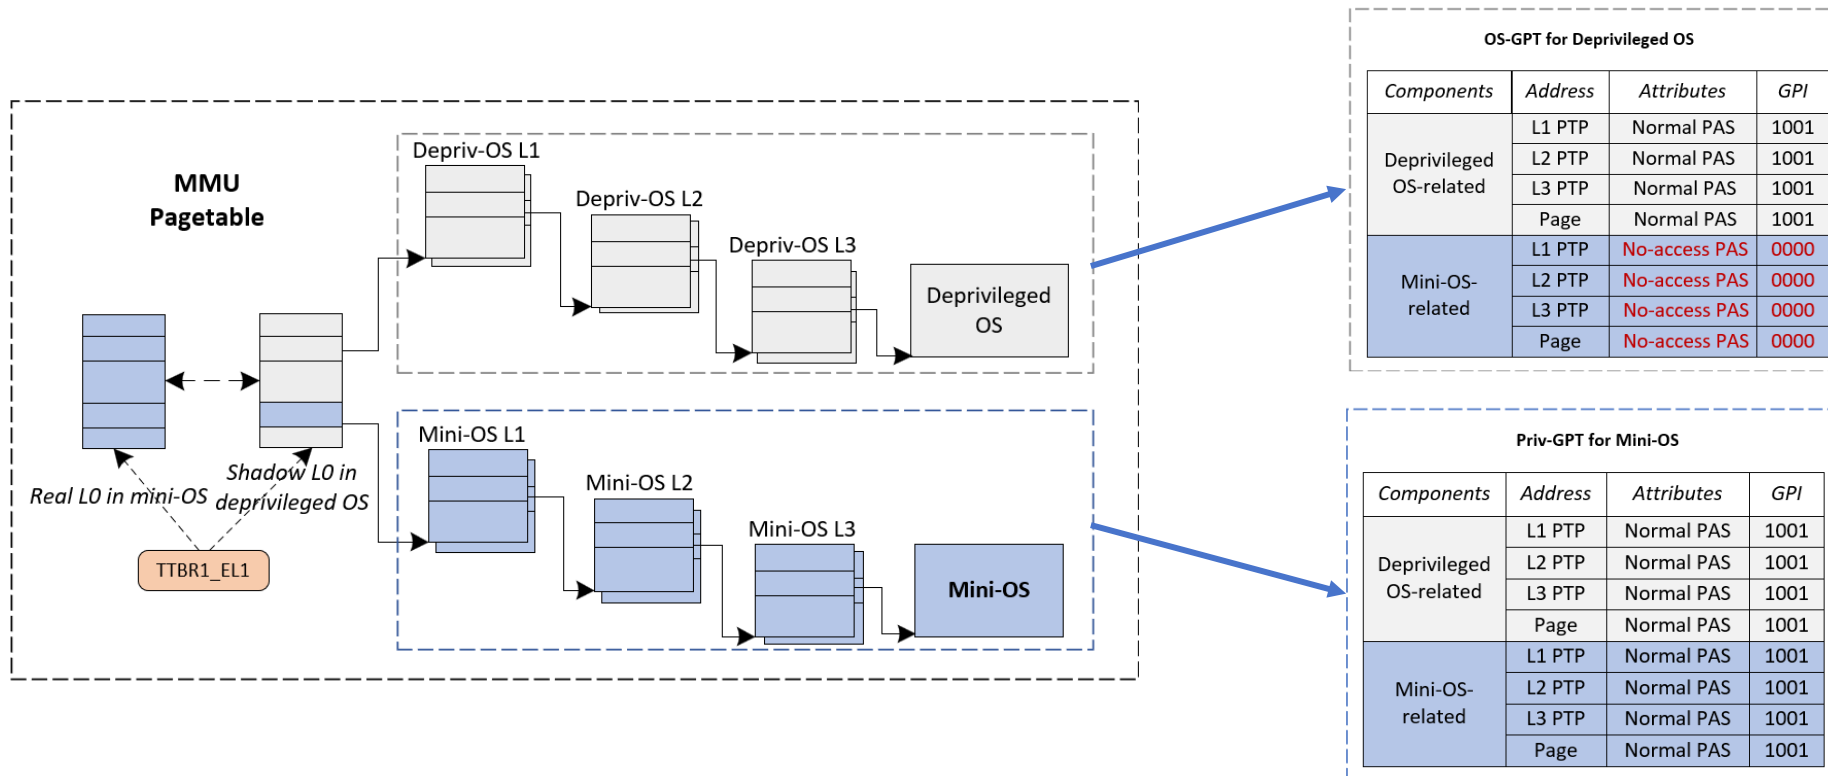 MMU
Pagetable
Depriv-OS L1
Depriv-OS L2
Depriv-OS L3
Deprivileged
OS
Real L0 in mini-OS
Shadow L0 in
deprivileged OS
TTBR1_EL1
Mini-OS L1
Mini-OS L2
Mini-OS L3
Mini-OS
OS-GPT for Deprivileged OS
Components Address Attributes GPI
Deprivileged
OS-related
L1 PTP Normal PAS 1001
L2 PTP Normal PAS 1001
L3 PTP Normal PAS 1001
Page Normal PAS 1001
Mini-OS-
related
L1 PTP No-access PAS 0000
L2 PTP No-access PAS 0000
L3 PTP No-access PAS 0000
Page No-access PAS 0000
Priv-GPT for Mini-OS
Components Address Attributes GPI
Deprivileged
OS-related
L1 PTP Normal PAS 1001
L2 PTP Normal PAS 1001
L3 PTP Normal PAS 1001
Page Normal PAS 1001
Mini-OS-
related
L1 PTP Normal PAS 1001
L2 PTP Normal PAS 1001
L3 PTP Normal PAS 1001
Page Normal PAS 1001